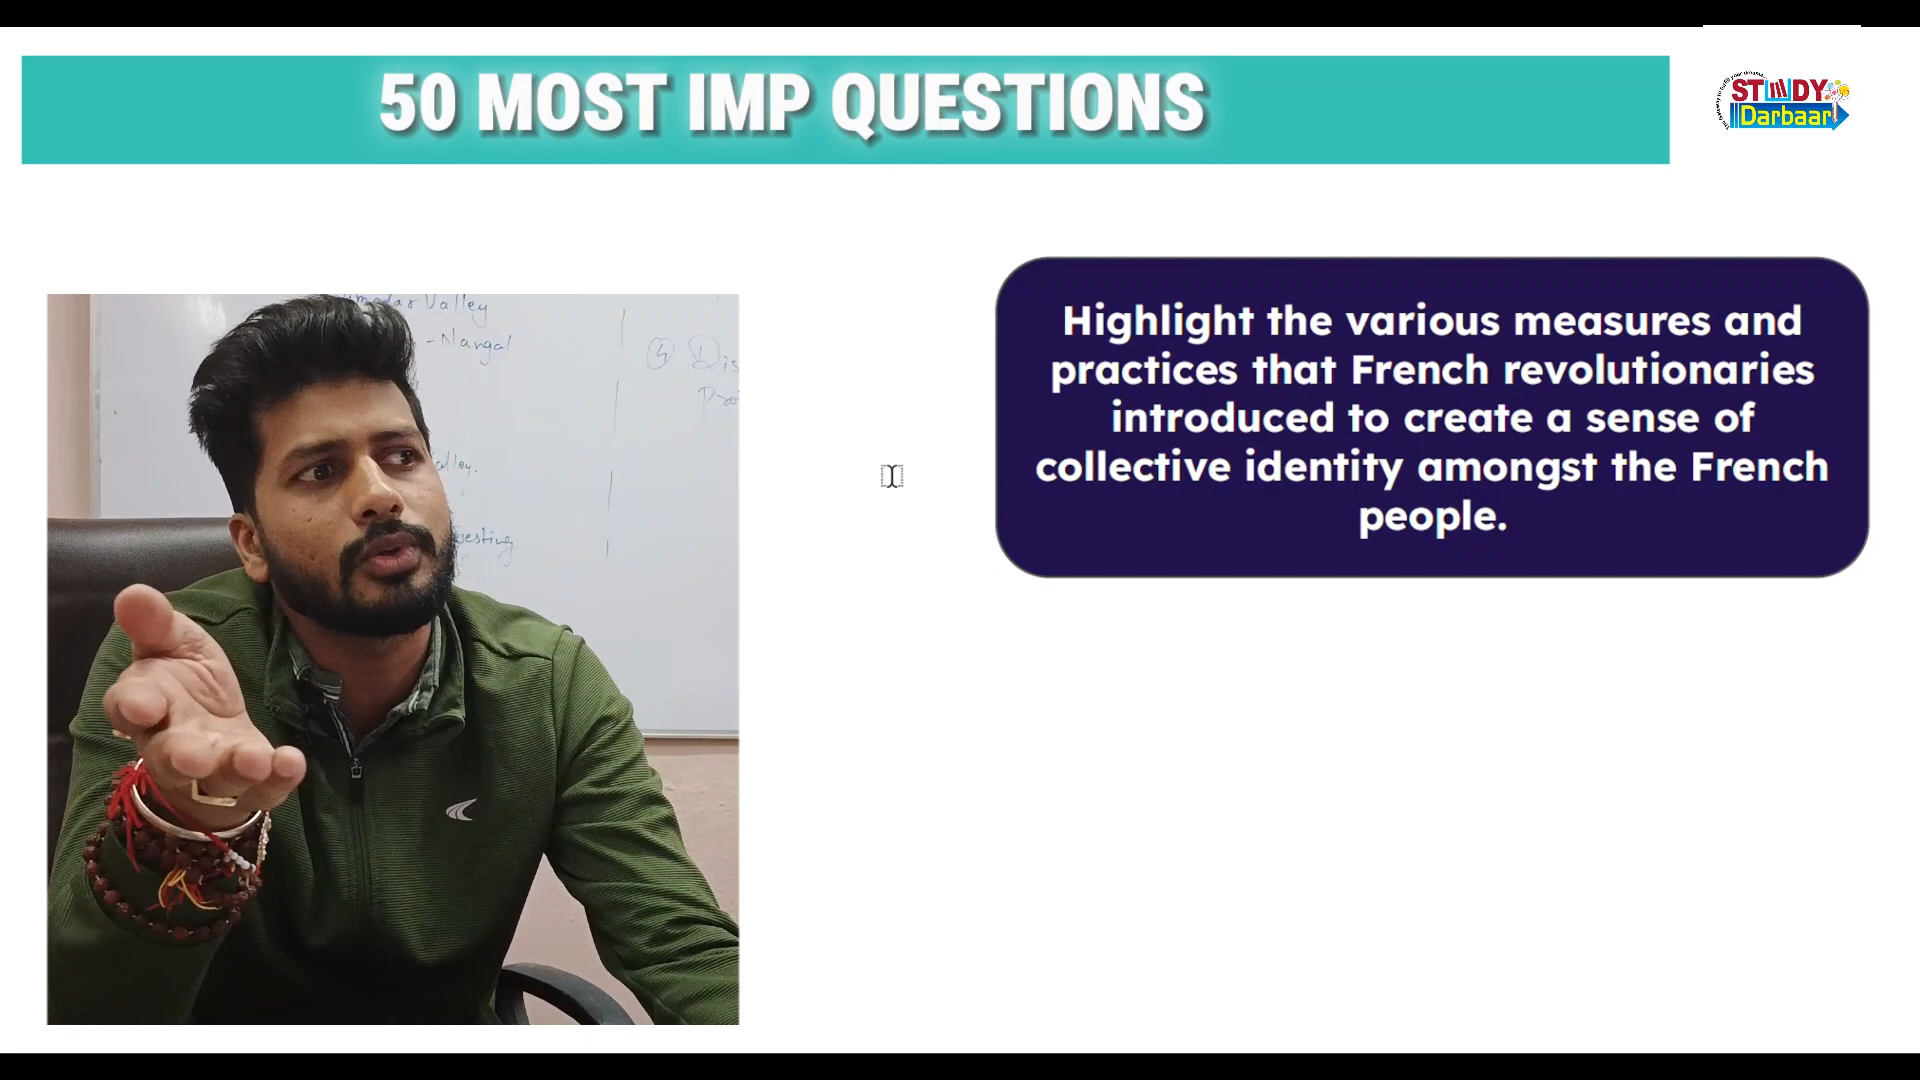 50 MOST IMP QUESTIONS
STUDY
Darbaar
Valley
- Nangal
Highlight the various measures and
practices that French revolutionaries
introduced to create a sense of
collective identity amongst the French
people.